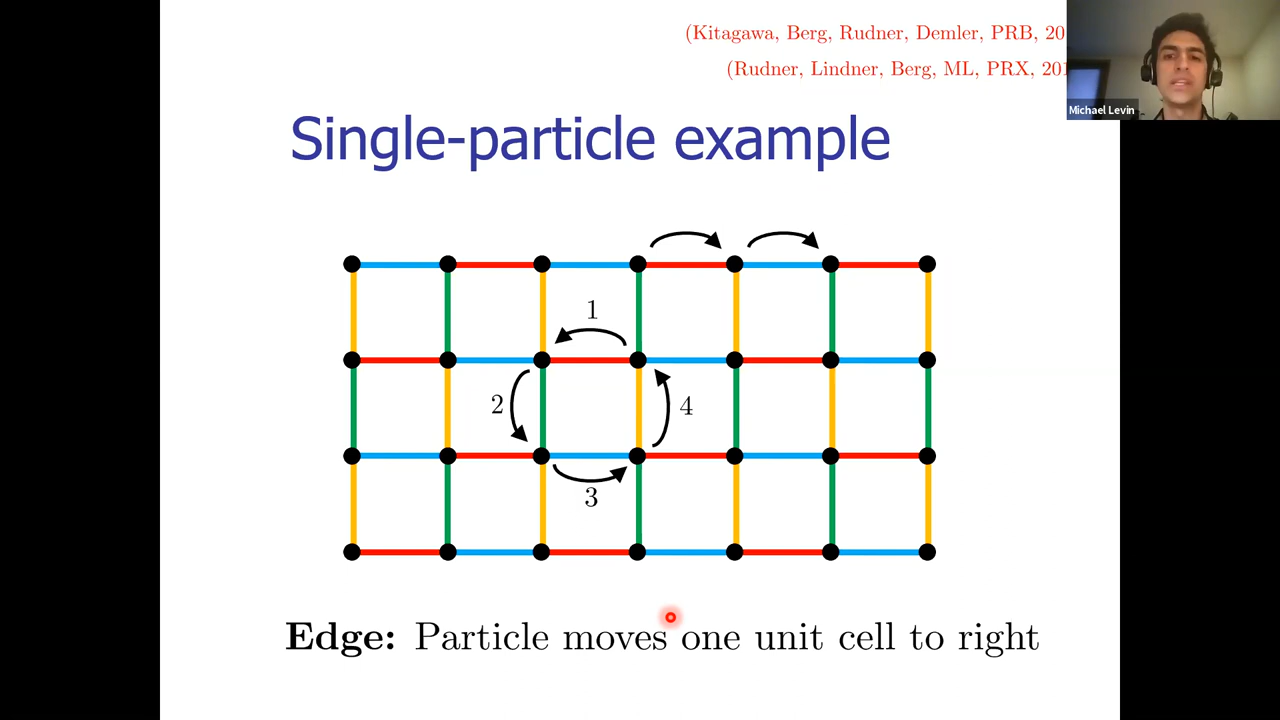 (Kitagawa, Berg, Rudner, Demler, PRB, 20
(Rudner, Lindner, Berg, ML, PRX, 201
Michael Levin
Single-particle example
1
2
4
3
Edge: Particle moves one unit cell to right